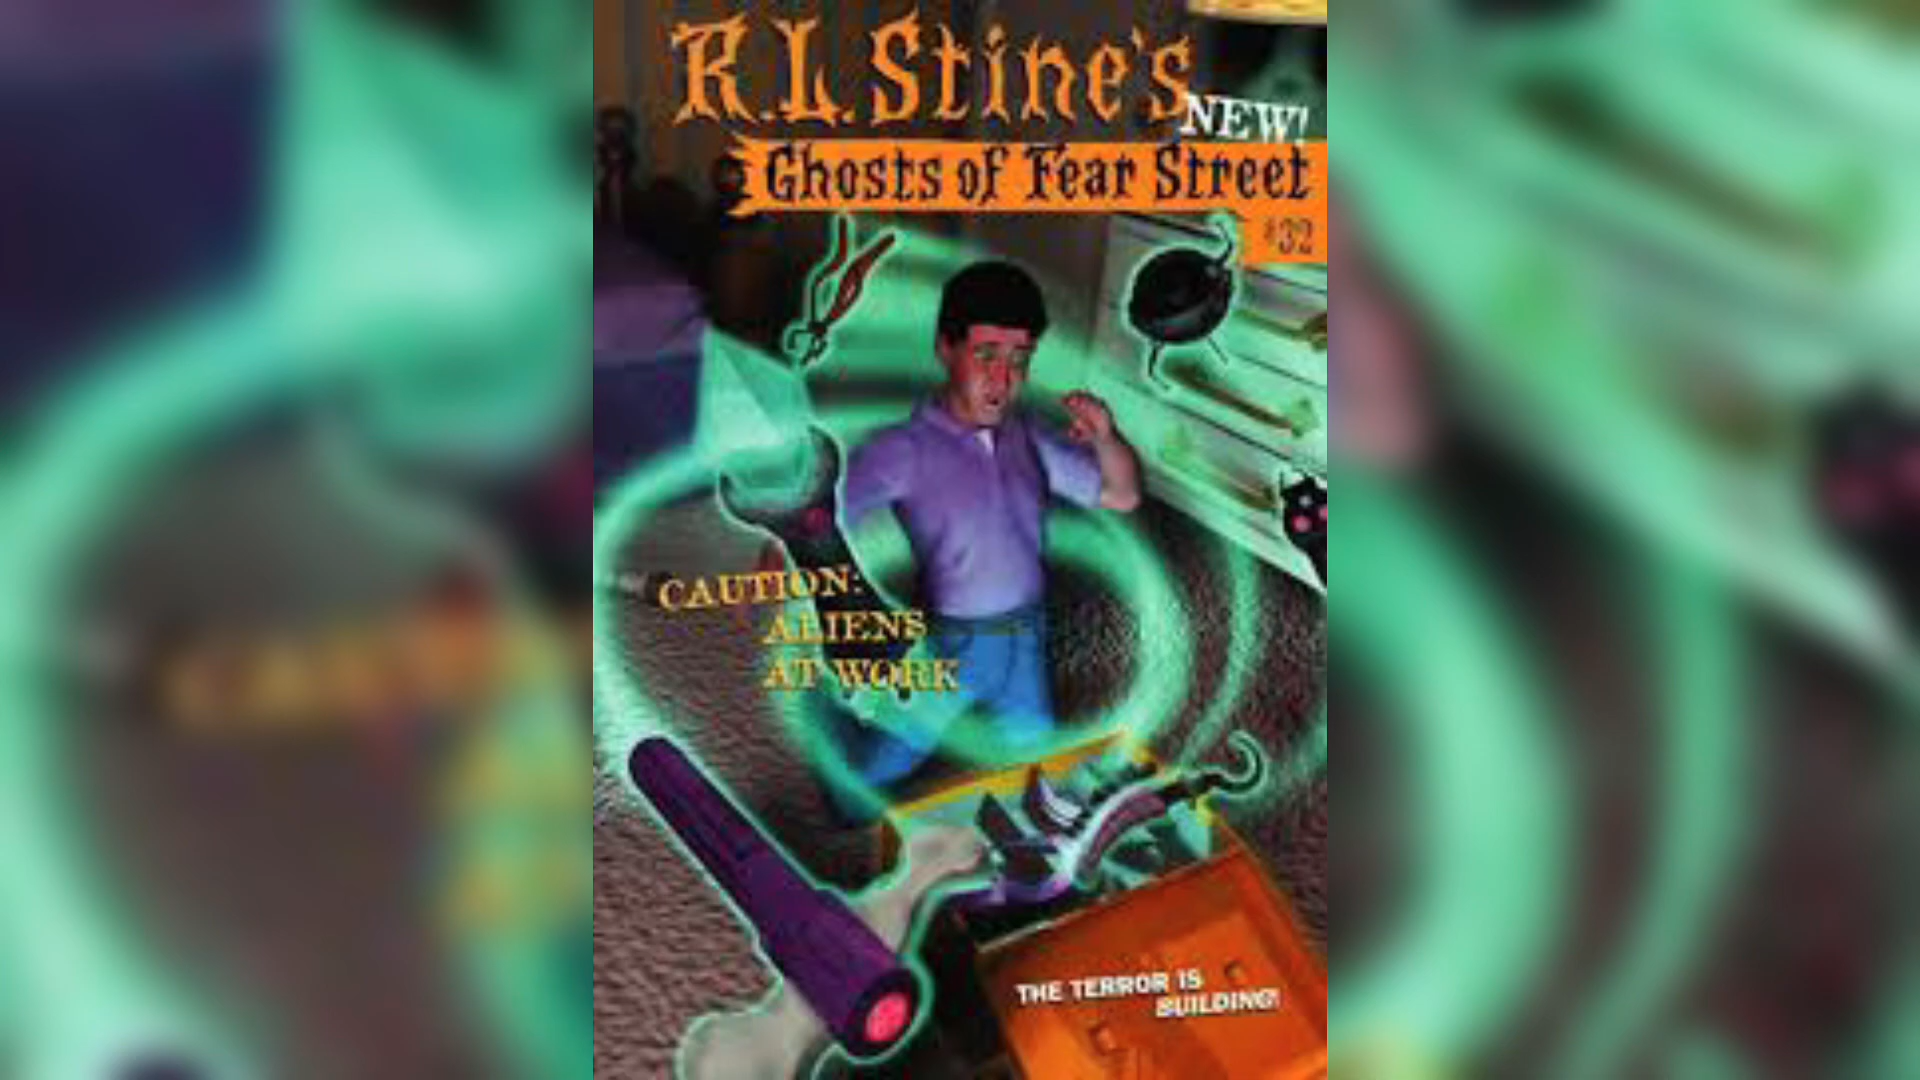 R.L. Stine's
NEW!
Ghosts of Fear Street
#32
CAUTION:
ALIENS
AT WORK
THE TERROR IS
BUILDING!